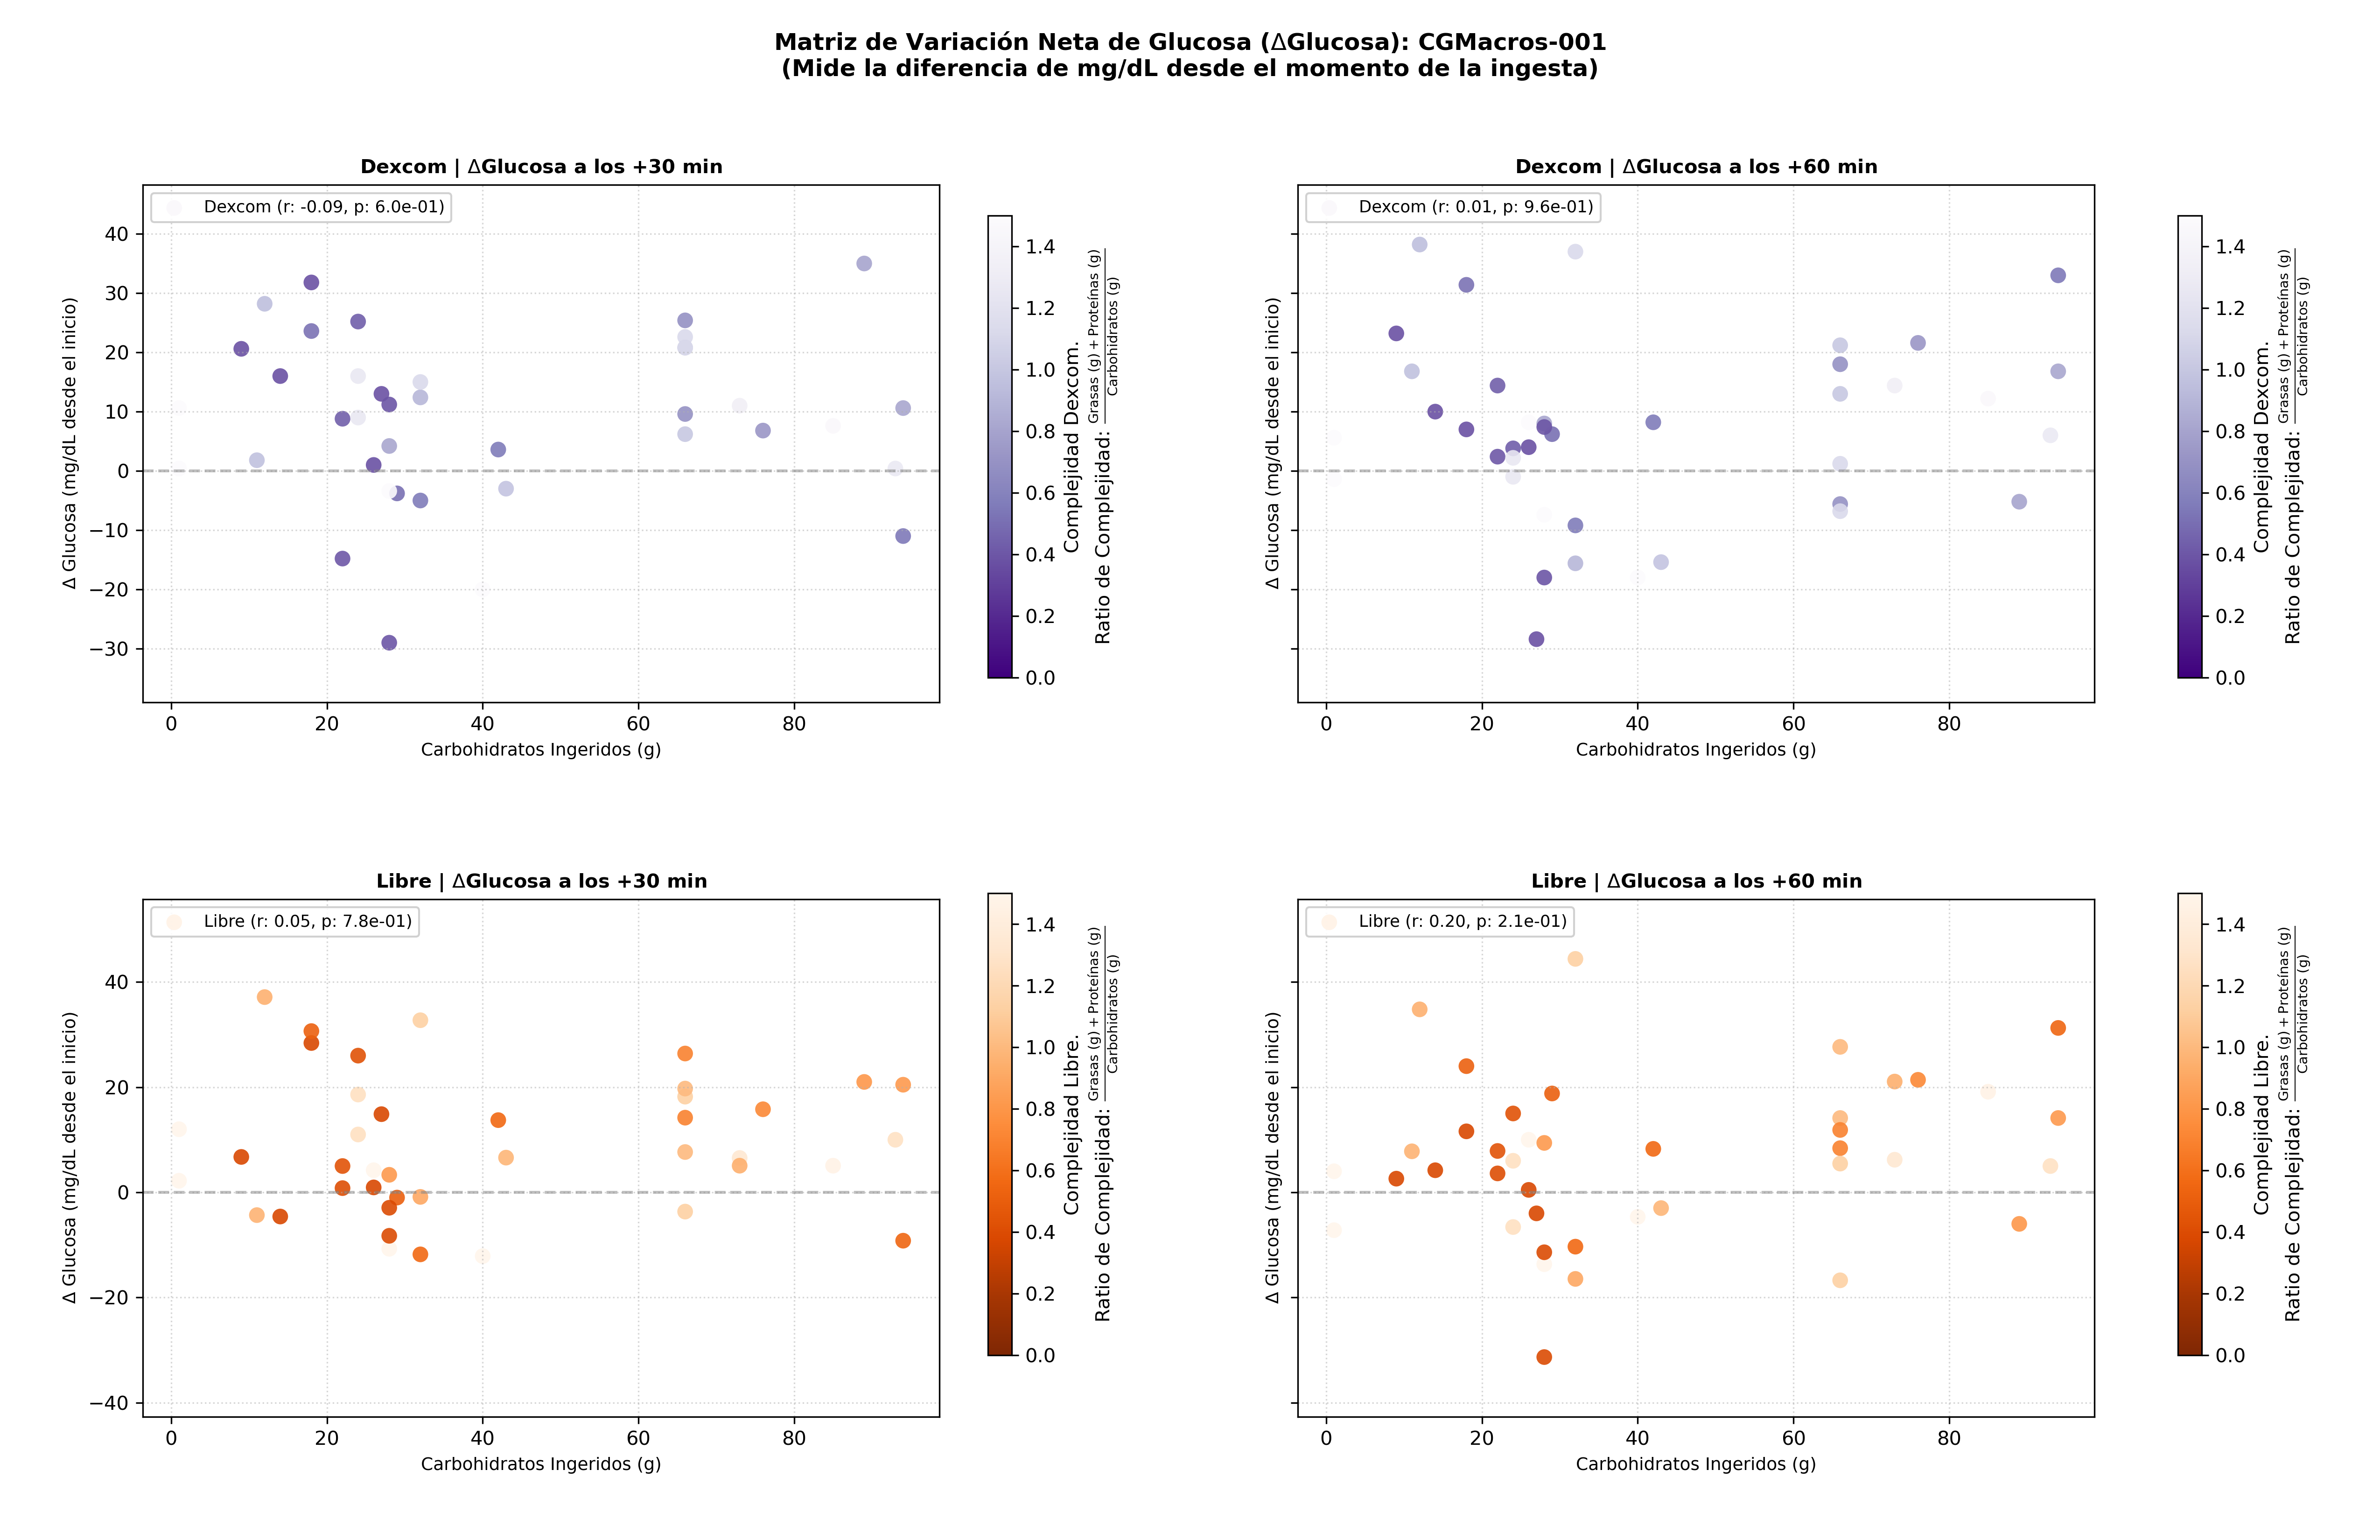 Matriz de Variación Neta de Glucosa (ΔGlucosa): CGMacros-001
(Mide la diferencia de mg/dL desde el momento de la ingesta)
Dexcom | ΔGlucosa a los +30 min
Dexcom (r: -0.09, p: 6.0e-01)
Δ Glucosa (mg/dL desde el inicio)
40
30
20
10
0
−10
−20
−30
0
20
40
60
80
Carbohidratos Ingeridos (g)
1.4
1.2
1.0
0.8
0.6
0.4
0.2
0.0
Complejidad Dexcom.
Ratio de Complejidad: Grasas (g) + Proteínas (g)
Carbohidratos (g)
Dexcom | ΔGlucosa a los +60 min
Dexcom (r: 0.01, p: 9.6e-01)
Δ Glucosa (mg/dL desde el inicio)
0
20
40
60
80
Carbohidratos Ingeridos (g)
1.4
1.2
1.0
0.8
0.6
0.4
0.2
0.0
Complejidad Dexcom.
Ratio de Complejidad: Grasas (g) + Proteínas (g)
Carbohidratos (g)
Libre | ΔGlucosa a los +30 min
Libre (r: 0.05, p: 7.8e-01)
Δ Glucosa (mg/dL desde el inicio)
40
20
0
−20
−40
0
20
40
60
80
Carbohidratos Ingeridos (g)
1.4
1.2
1.0
0.8
0.6
0.4
0.2
0.0
Complejidad Libre.
Ratio de Complejidad: Grasas (g) + Proteínas (g)
Carbohidratos (g)
Libre | ΔGlucosa a los +60 min
Libre (r: 0.20, p: 2.1e-01)
Δ Glucosa (mg/dL desde el inicio)
0
20
40
60
80
Carbohidratos Ingeridos (g)
1.4
1.2
1.0
0.8
0.6
0.4
0.2
0.0
Complejidad Libre.
Ratio de Complejidad: Grasas (g) + Proteínas (g)
Carbohidratos (g)